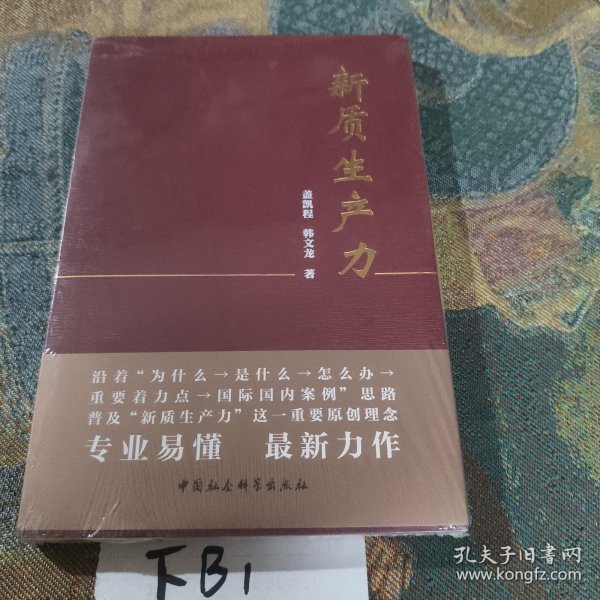 新质生产力
盖凯程 韩文龙 著
沿着“为什么→是什么→怎么办→
重要着力点→国际国内案例”思路
普及“新质生产力”这一重要原创理念
专业易懂 最新力作
中国社会科学出版社
下B1
孔夫子旧书网
www.kongfz.com